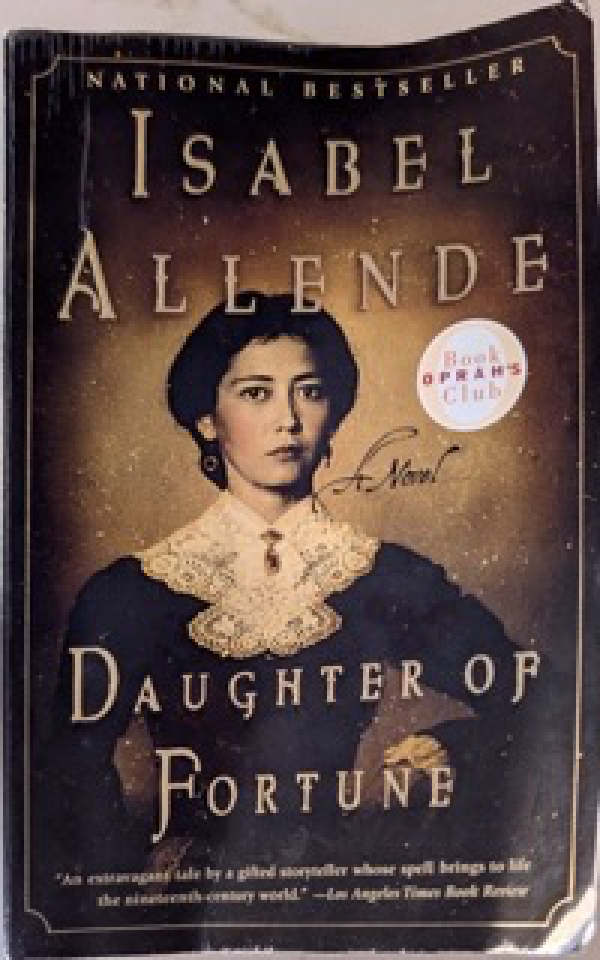 NATIONAL BESTSELLER
ISABEL
ALLENDE
Book
OPRAH'S
Club
A Novel
DAUGHTER OF
FORTUNE
"An extravagant tale by a gifted storyteller whose spell brings to life
the nineteenth-century world." —Los Angeles Times Book Review